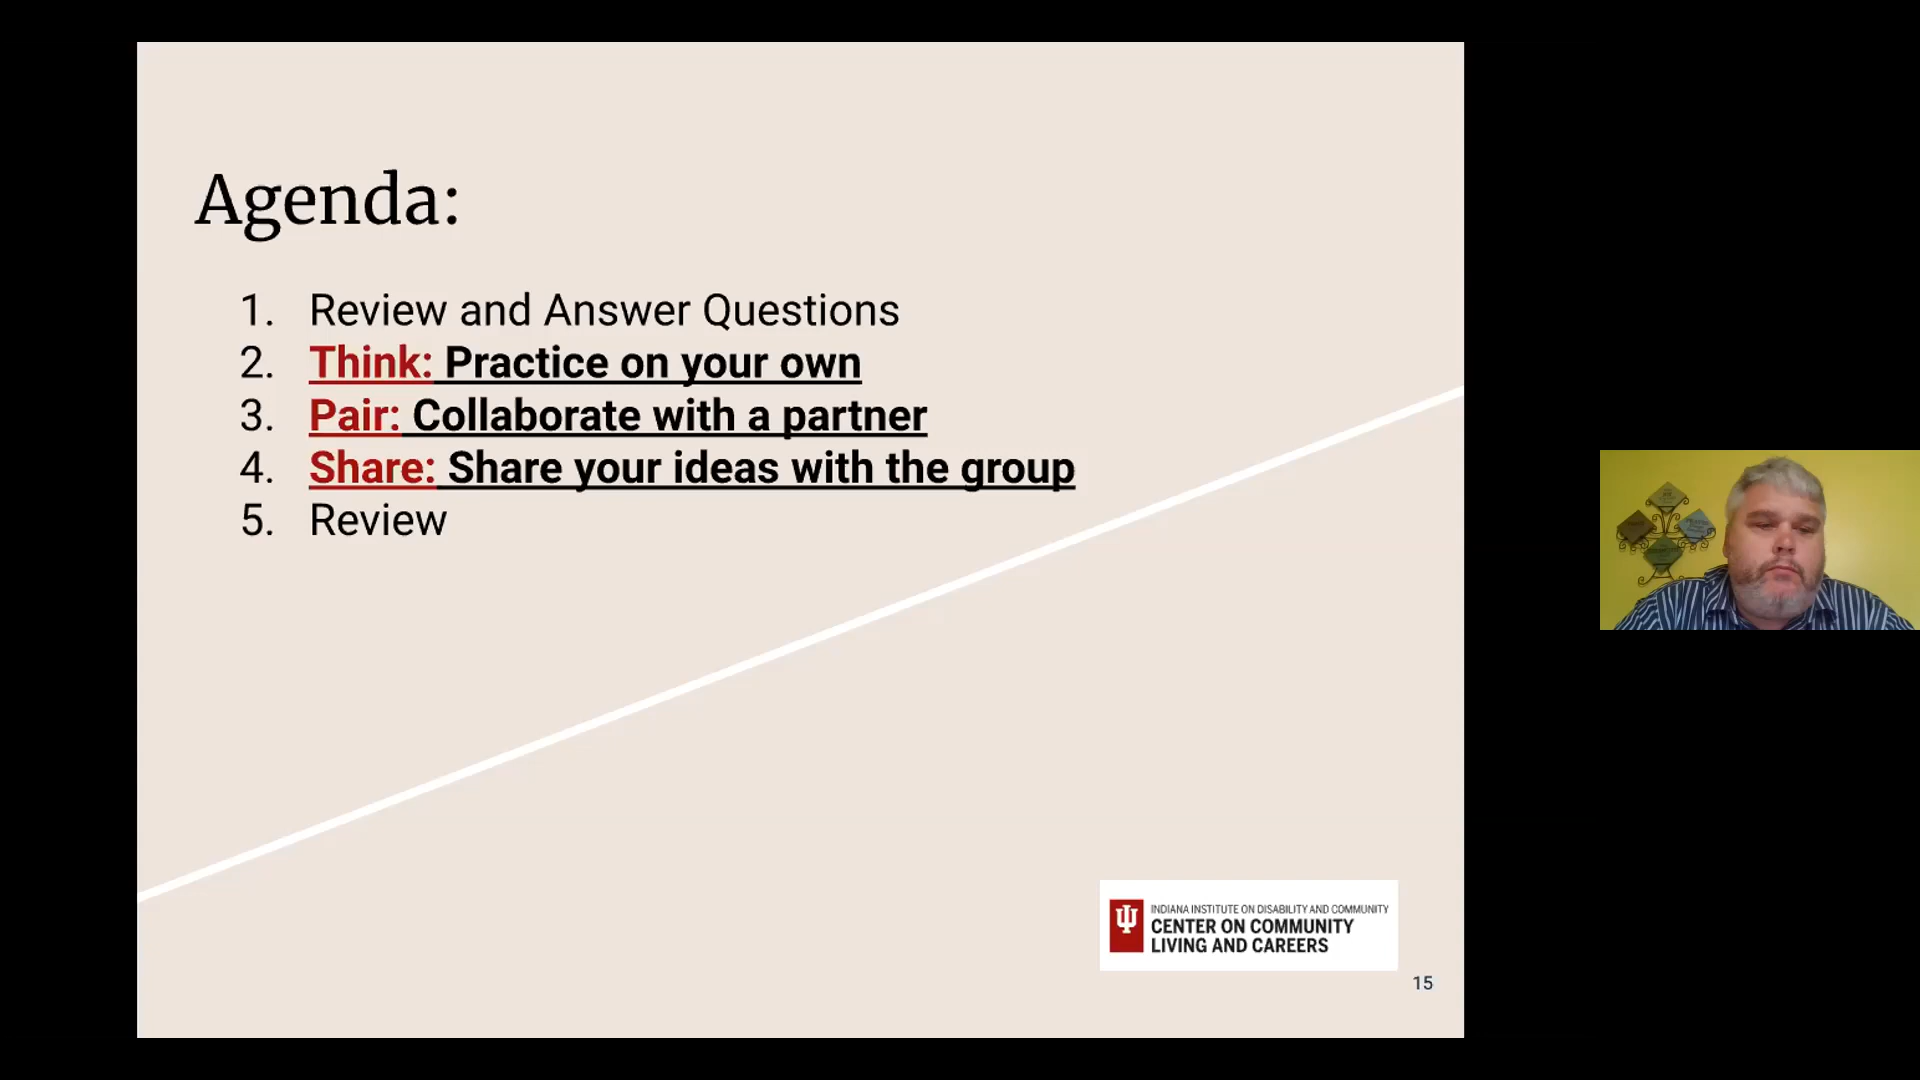 Agenda:
1. Review and Answer Questions
2. Think: Practice on your own
3. Pair: Collaborate with a partner
4. Share: Share your ideas with the group
5. Review
INDIANA INSTITUTE ON DISABILITY AND COMMUNITY
CENTER ON COMMUNITY
LIVING AND CAREERS
15